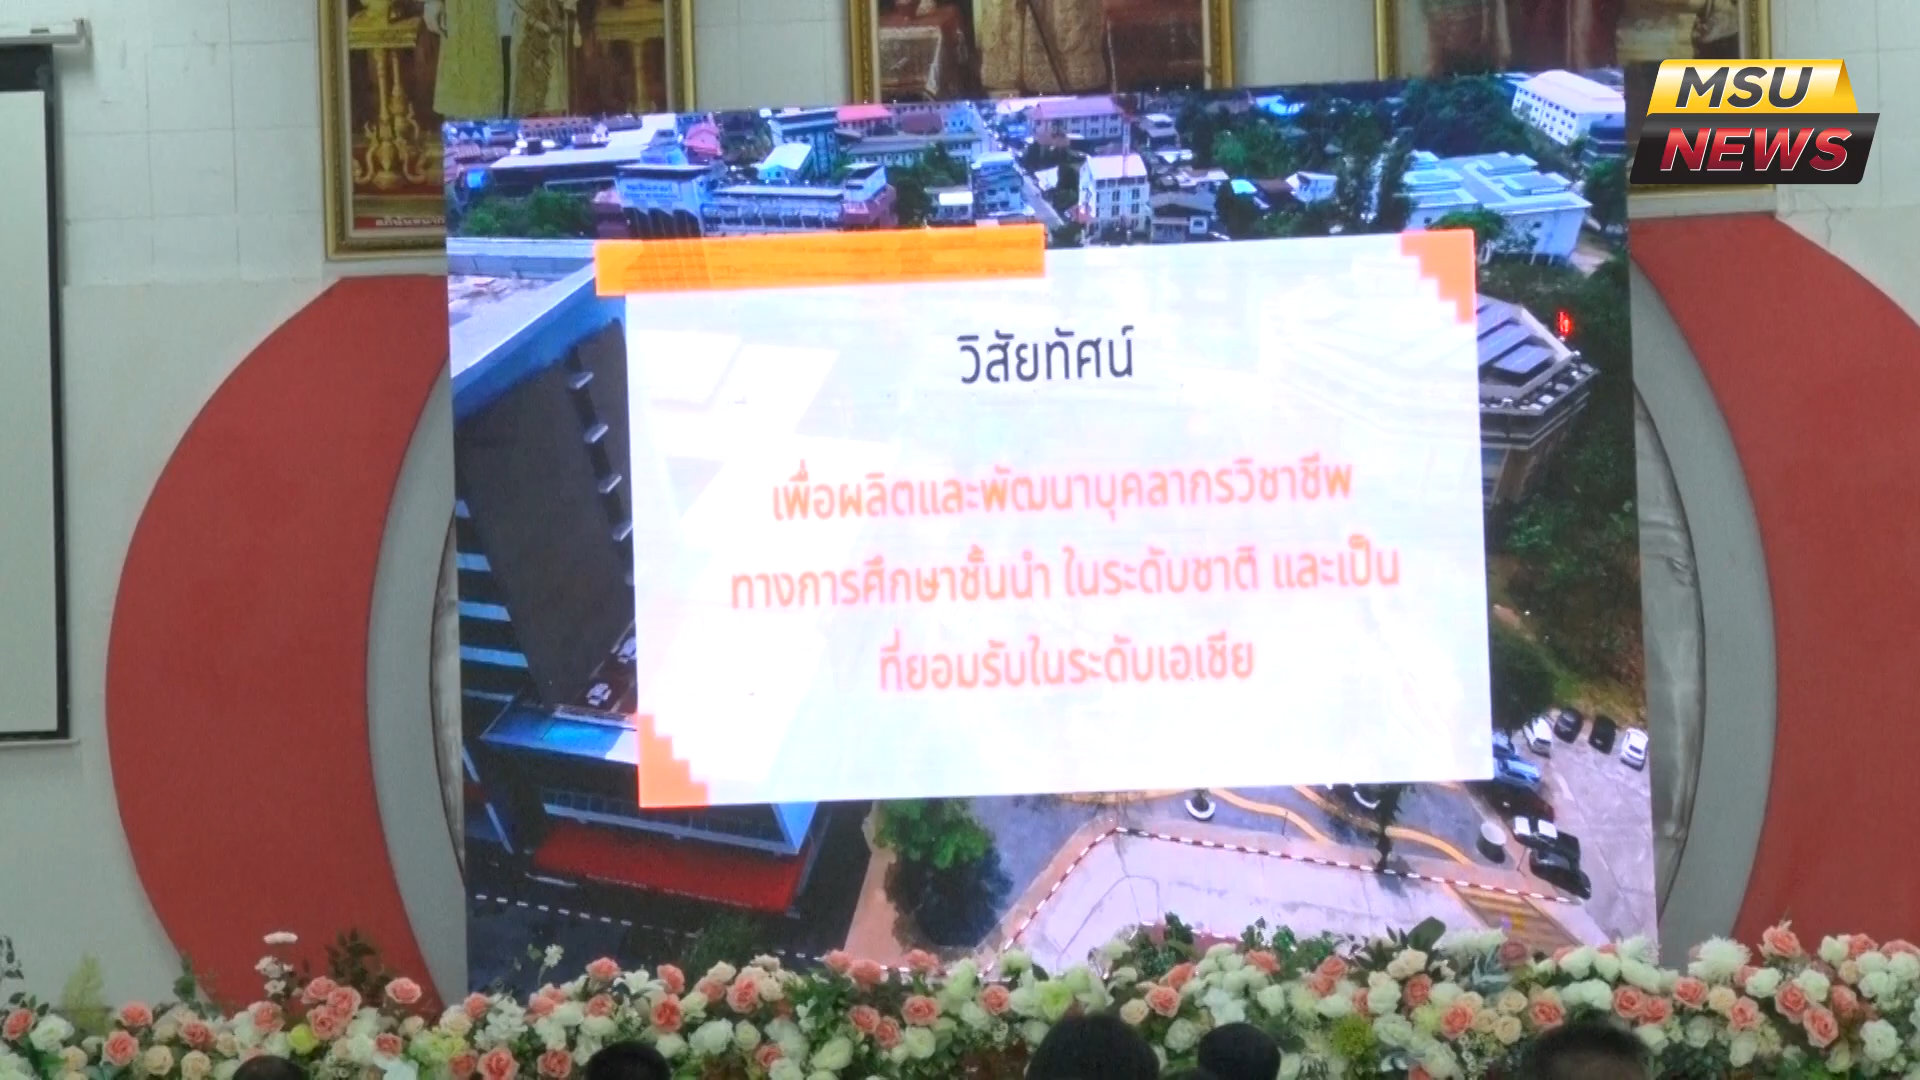 MSU
NEWS
วิสัยทัศน์
เพื่อผลิตและพัฒนาบุคลากรวิชาชีพ
ทางการศึกษาชั้นนำ ในระดับชาติ และเป็น
ที่ยอมรับในระดับเอเชีย